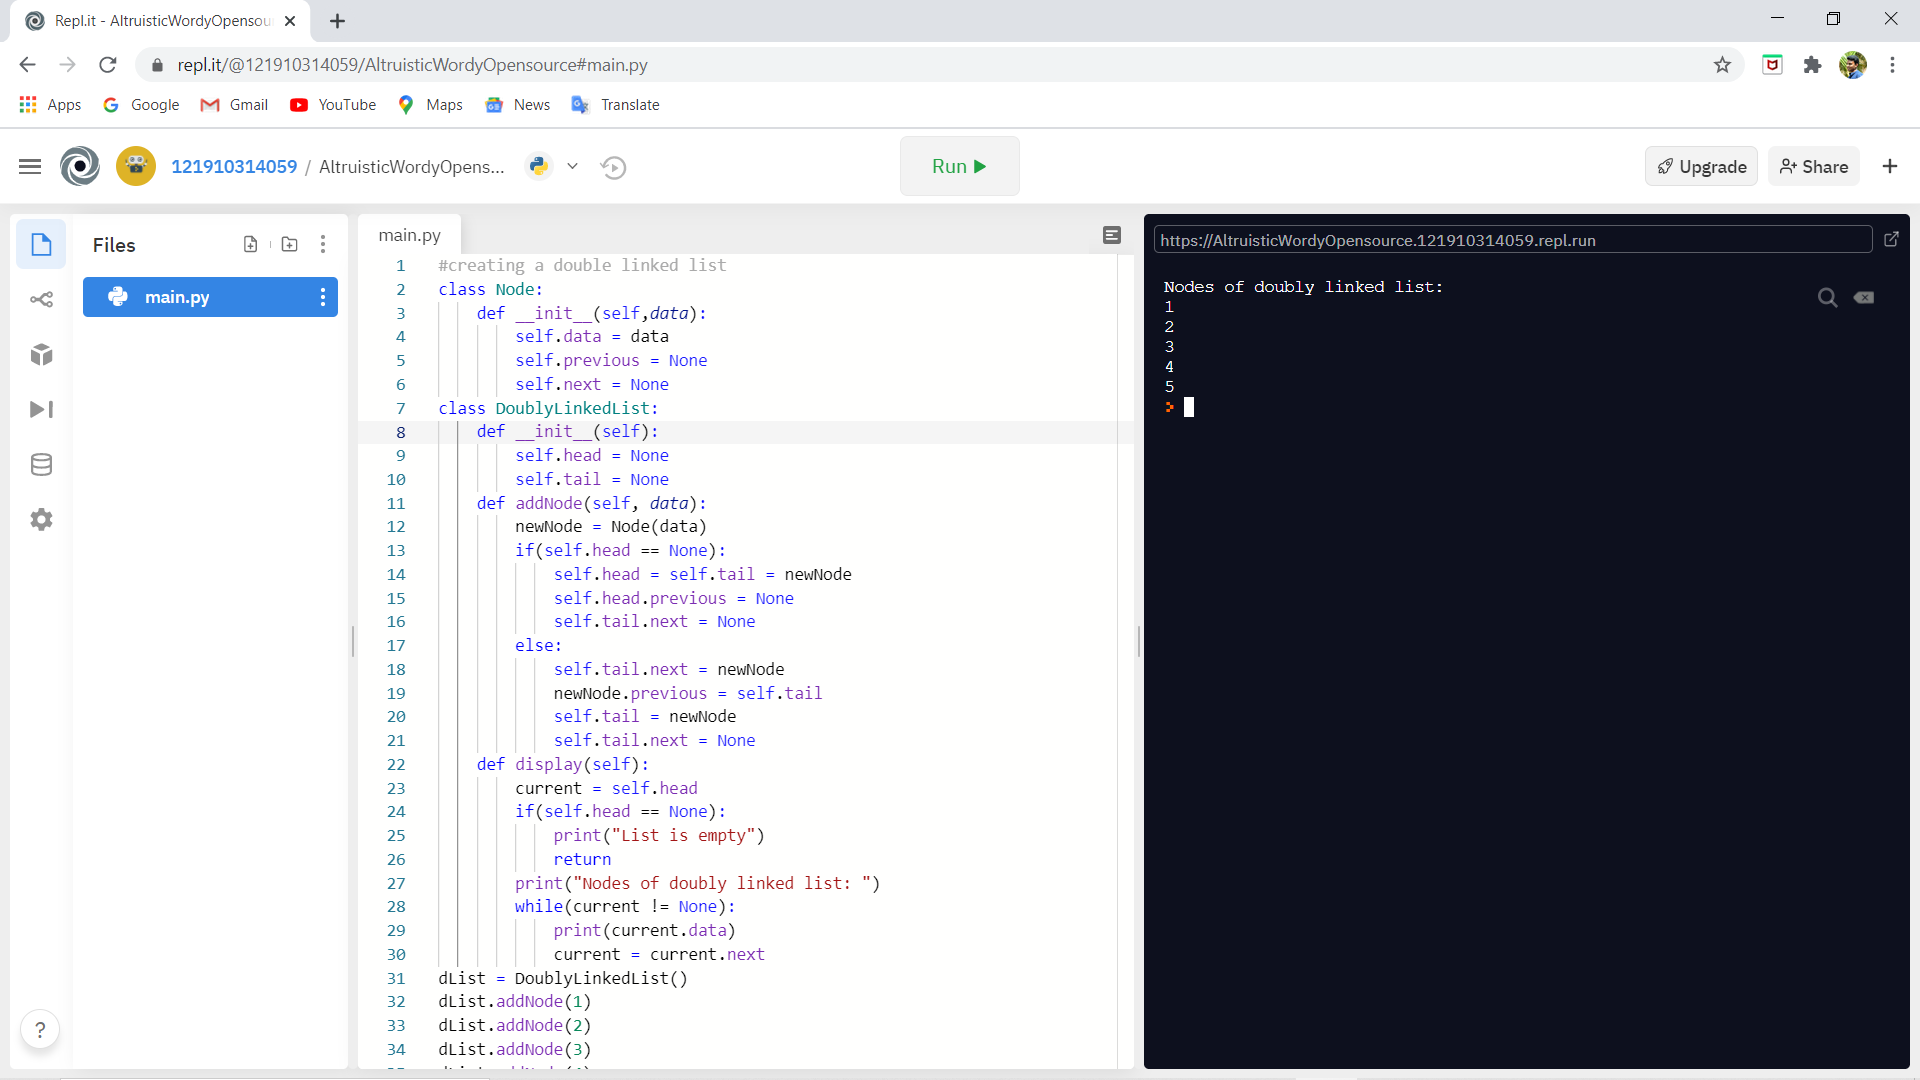 Repl.it - AltruisticWordyOpensou
repl.it/@121910314059/AltruisticWordyOpensource#main.py
Apps Google Gmail YouTube Maps News Translate
121910314059 / AltruisticWordyOpens...
Run
Upgrade
Share
Files
main.py
main.py
1 #creating a double linked list
2 class Node:
3     def __init__(self,data):
4         self.data = data
5         self.previous = None
6         self.next = None
7 class DoublyLinkedList:
8     def __init__(self):
9         self.head = None
10         self.tail = None
11     def addNode(self, data):
12         newNode = Node(data)
13         if(self.head == None):
14             self.head = self.tail = newNode
15             self.head.previous = None
16             self.tail.next = None
17         else:
18             self.tail.next = newNode
19             newNode.previous = self.tail
20             self.tail = newNode
21             self.tail.next = None
22     def display(self):
23         current = self.head
24         if(self.head == None):
25             print("List is empty")
26             return
27         print("Nodes of doubly linked list: ")
28         while(current != None):
29             print(current.data)
30             current = current.next
31 dList = DoublyLinkedList()
32 dList.addNode(1)
33 dList.addNode(2)
34 dList.addNode(3)
https://AltruisticWordyOpensource.121910314059.repl.run
Nodes of doubly linked list:
1
2
3
4
5
>
?